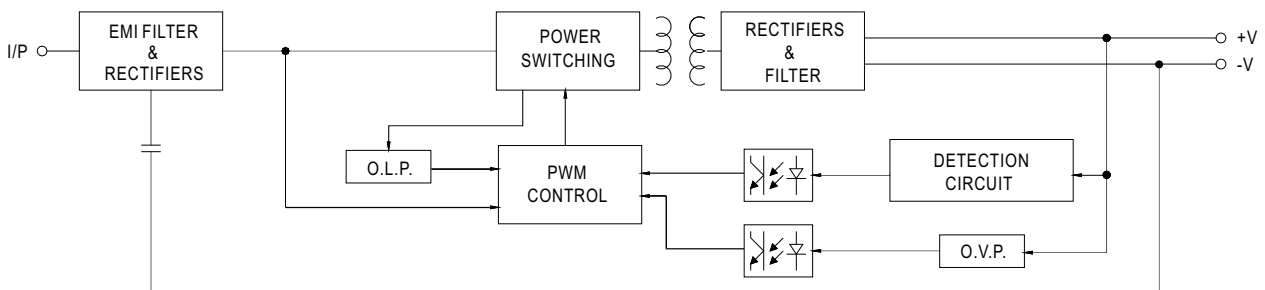 I/P
EMI FILTER
&
RECTIFIERS
POWER
SWITCHING
RECTIFIERS
&
FILTER
+V
-V
O.L.P.
PWM
CONTROL
DETECTION
CIRCUIT
O.V.P.